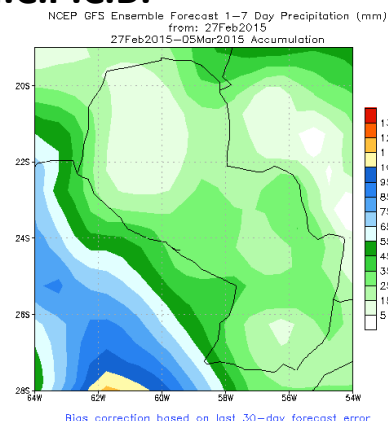 NCEP GFS Ensemble Forecast 1–7 Day Precipitation (mm)
from: 27Feb2015
27Feb2015–05Mar2015 Accumulation
20S
22S
24S
26S
28S
64W 62W 60W 58W 56W 54W
95
85
75
65
55
45
35
25
15
5
Bias correction based on last 30-day forecast error